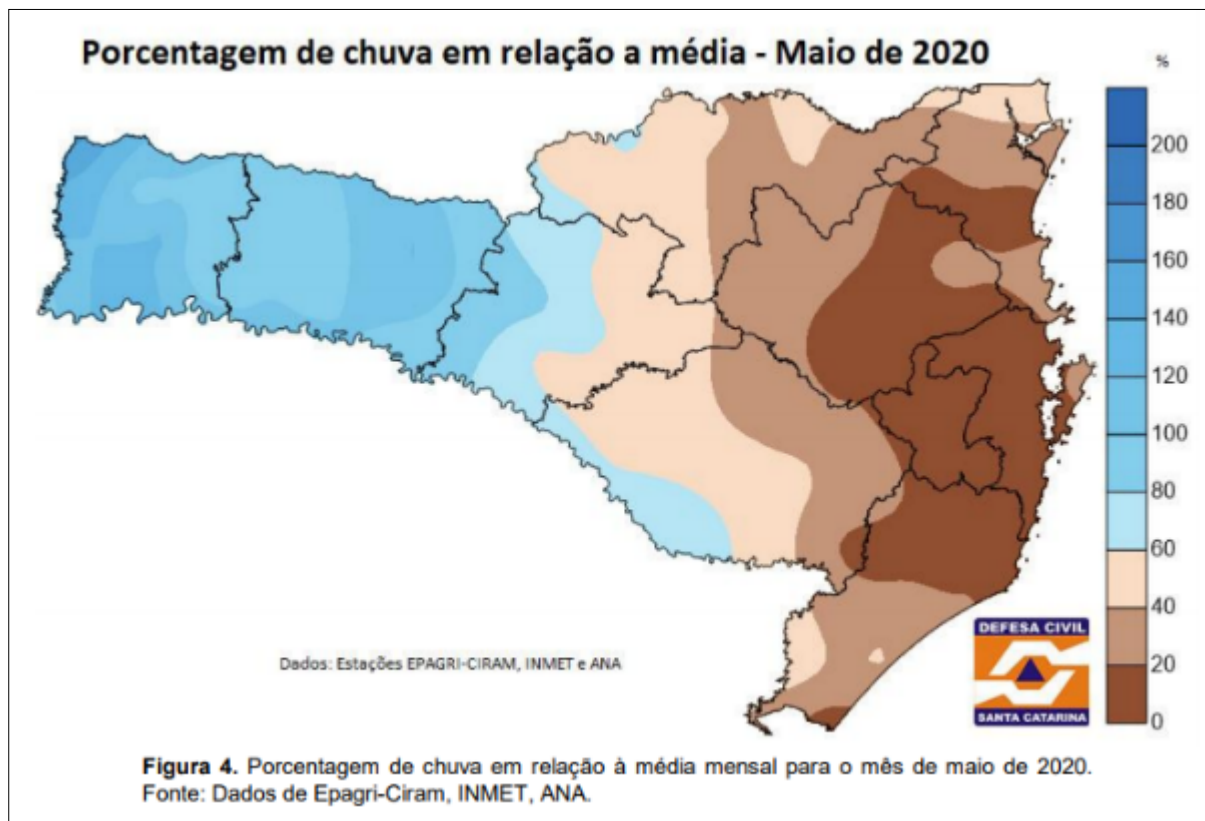 Porcentagem de chuva em relação a média - Maio de 2020
%
200
180
160
140
120
100
80
60
40
20
0
DEFESA CIVIL
SANTA CATARINA
Dados: Estações EPAGRI-CIRAM, INMET e ANA
Figura 4. Porcentagem de chuva em relação à média mensal para o mês de maio de 2020.
Fonte: Dados de Epagri-Ciram, INMET, ANA.